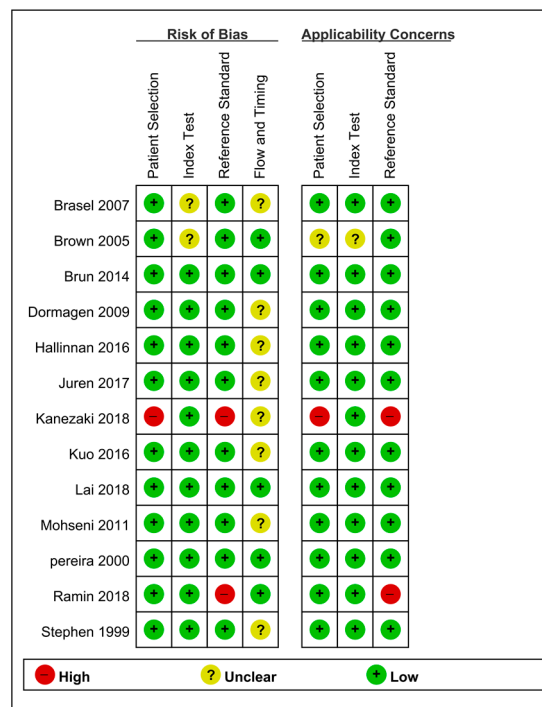 Risk of Bias Applicability Concerns
Patient Selection
Index Test
Reference Standard
Flow and Timing
Patient Selection
Index Test
Reference Standard
Brasel 2007 + ? + ? + + +
Brown 2005 + ? + + ? ? +
Brun 2014 + + + + + + +
Dormagen 2009 + + + ? + + +
Hallinnan 2016 + + + ? + + +
Juren 2017 + + + ? + + +
Kanezaki 2018 – + – ? – + –
Kuo 2016 + + + ? + + +
Lai 2018 + + + + + + +
Mohseni 2011 + + + ? + + +
pereira 2000 + + + + + + +
Ramin 2018 + + – + + + –
Stephen 1999 + + + ? + + +
– High ? Unclear + Low